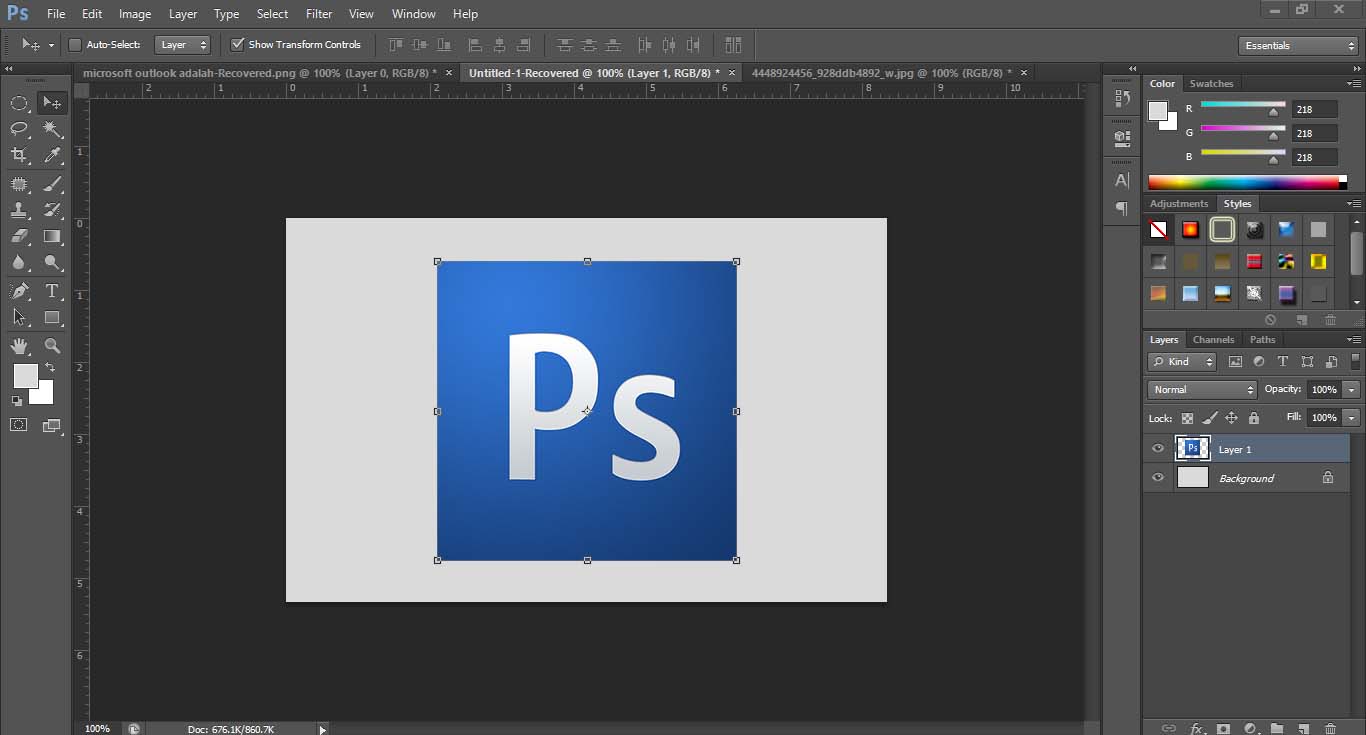 Ps File Edit Image Layer Type Select Filter View Window Help
Auto-Select: Layer Show Transform Controls Essentials
microsoft outlook adalah-Recovered.png @ 100% (Layer 0, RGB/8) * × Untitled-1-Recovered @ 100% (Layer 1, RGB/8) * × 4448924456_928ddb4892_w.jpg @ 100% (RGB/8) * ×
2 1 0 1 2 3 4 5 6 7 8 9 10
Color Swatches
R 218
G 218
B 218
1
0
1
2
3
4
5
6
Adjustments Styles
Ps
A
T
Layers Channels Paths
Kind T
Normal Opacity: 100%
Lock: Fill: 100%
Ps Layer 1
Background
fx
100% Doc: 676.1K/860.7K